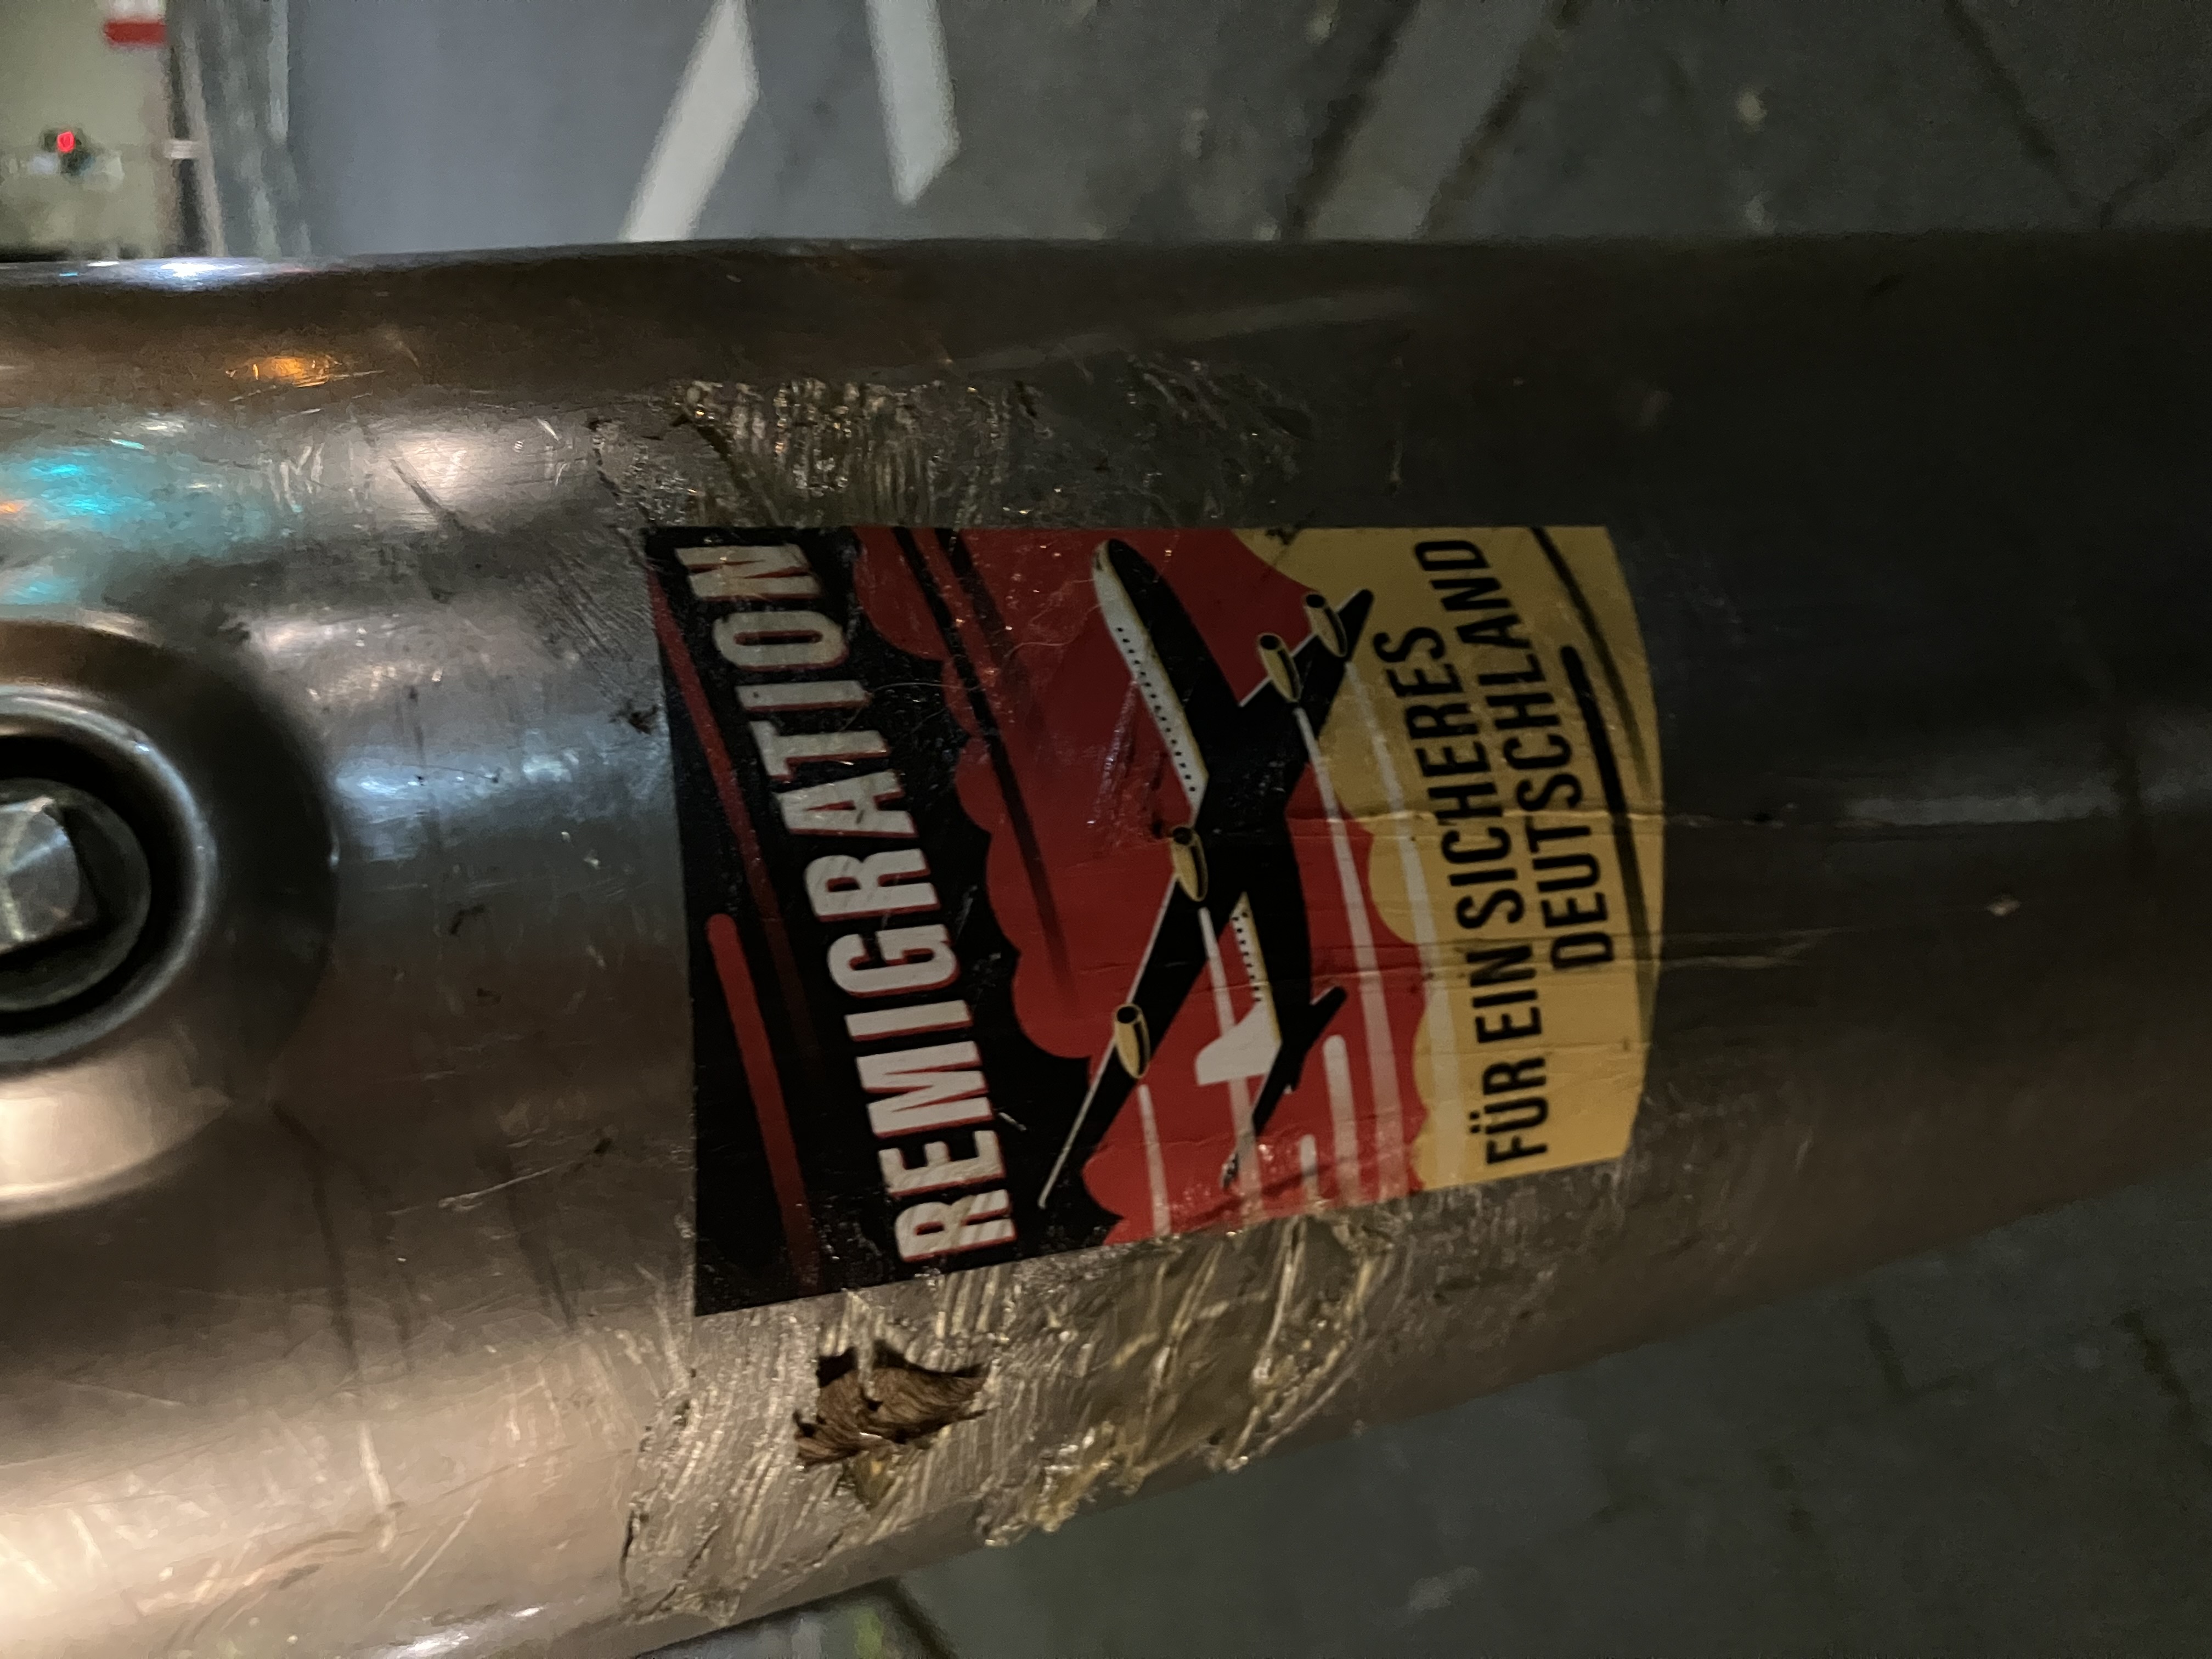 REMIGRATION
FÜR EIN SICHERES
DEUTSCHLAND